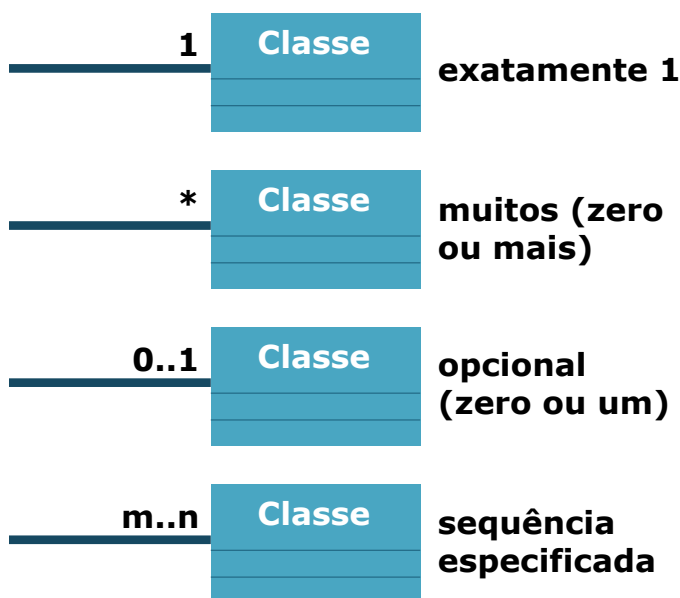 1
Classe
exatamente 1
*
Classe
muitos (zero
ou mais)
0..1
Classe
opcional
(zero ou um)
m..n
Classe
sequência
especificada